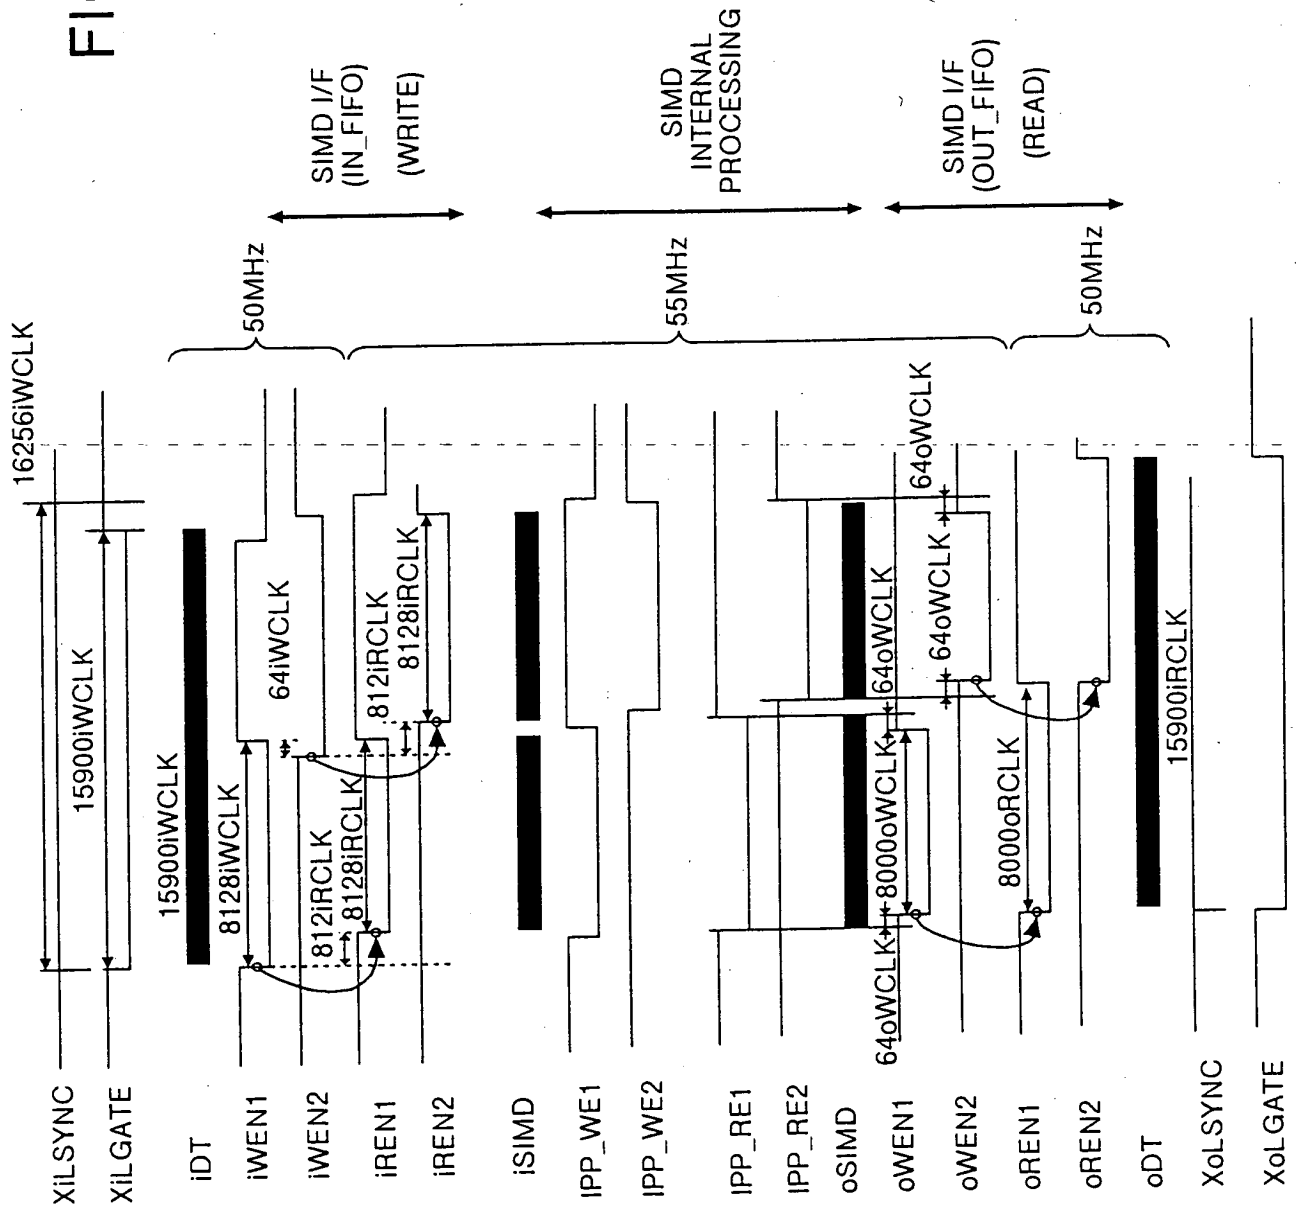 FI
16256iWCLK
XiLSYNC
15900iWCLK
XiLGATE
15900iWCLK
iDT
8128iWCLK
iWEN1
64iWCLK
iWEN2
50MHz
812iRCLK
8128iRCLK
iREN1
812iRCLK
8128iRCLK
iREN2
SIMD I/F
(IN_FIFO)
(WRITE)
iSIMD
IPP_WE1
IPP_WE2
55MHz
SIMD
INTERNAL
PROCESSING
IPP_RE1
IPP_RE2
oSIMD
64oWCLK
8000oWCLK
64oWCLK
oWEN1
64oWCLK
64oWCLK
oWEN2
8000oRCLK
oREN1
oREN2
50MHz
SIMD I/F
(OUT_FIFO)
(READ)
oDT
15900iRCLK
XoLSYNC
XoLGATE